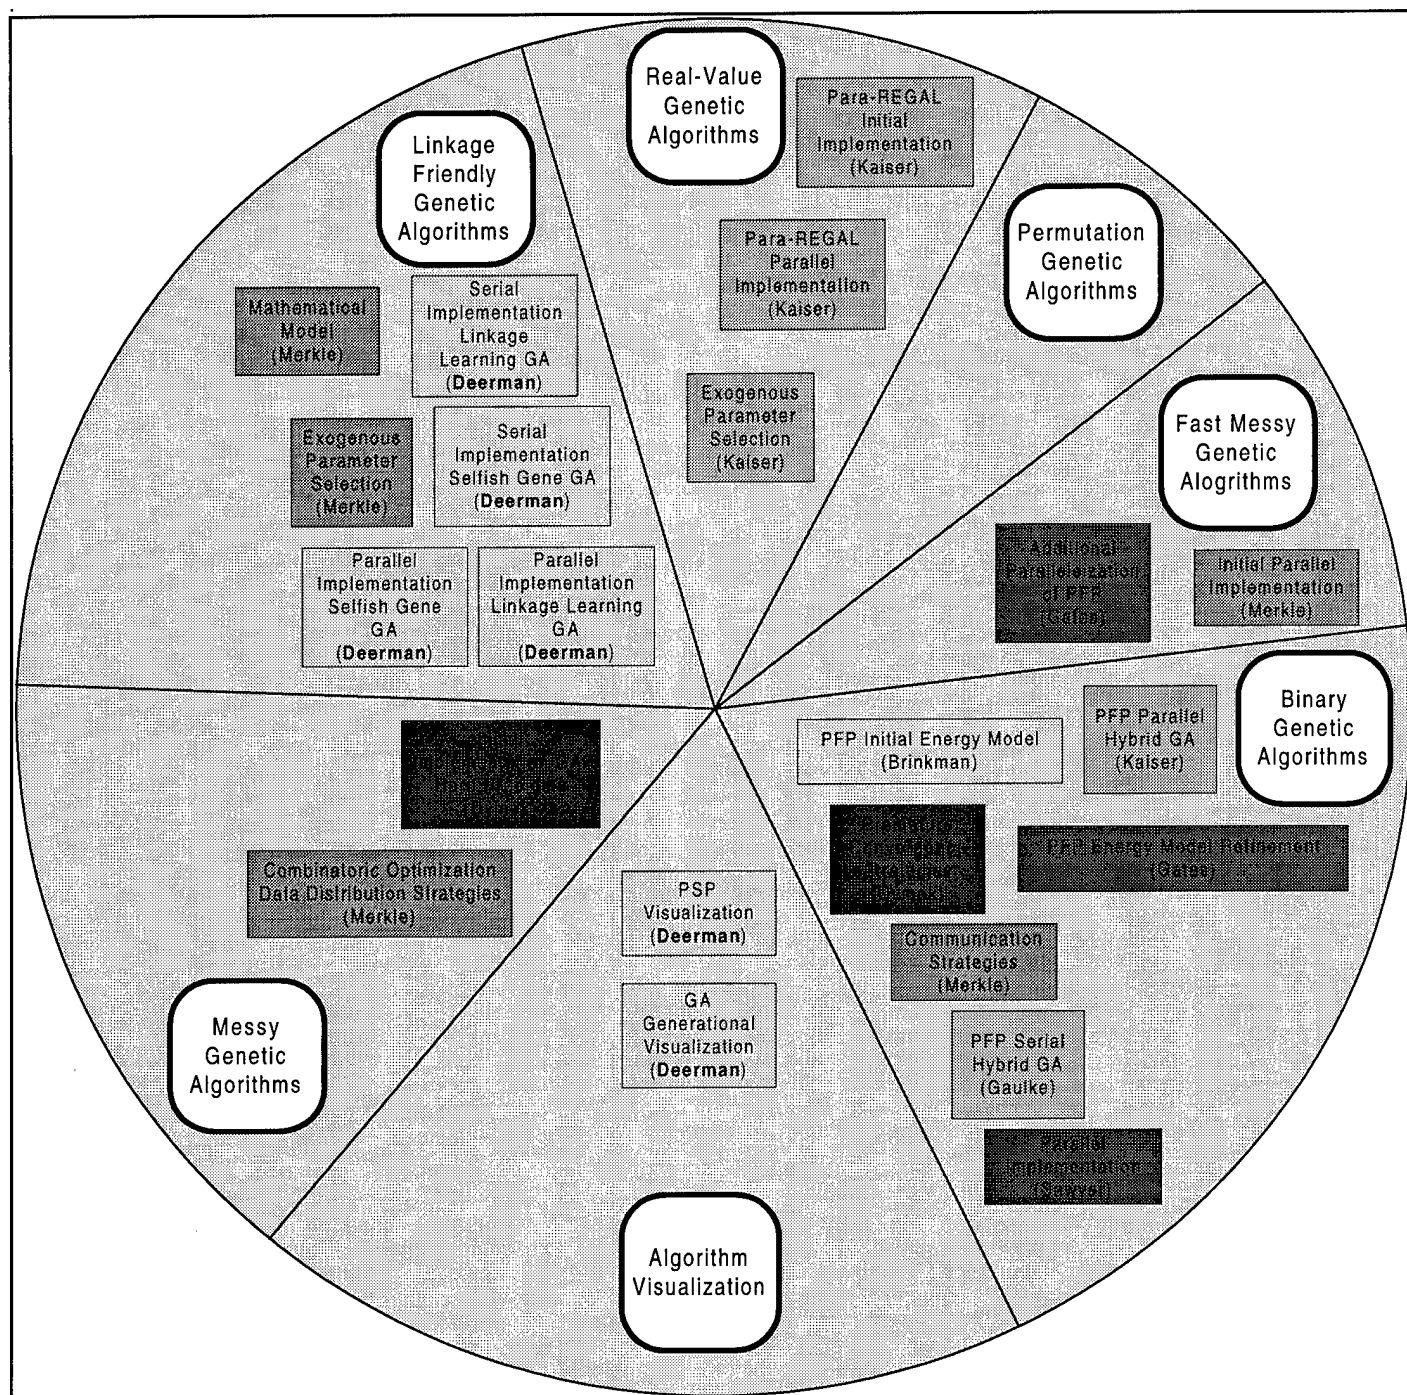 Real-Value
Genetic
Algorithms
Para-REGAL
Initial
Implementation
(Kaiser)
Para-REGAL
Parallel
Implementation
(Kaiser)
Exogenous
Parameter
Selection
(Kaiser)
Linkage
Friendly
Genetic
Algorithms
Mathematical
Model
(Merkle)
Serial
Implementation
Linkage
Learning GA
(Deerman)
Exogenous
Parameter
Selection
(Merkle)
Serial
Implementation
Selfish Gene GA
(Deerman)
Parallel
Implementation
Selfish Gene
GA
(Deerman)
Parallel
Implementation
Linkage Learning
GA
(Deerman)
Permutation
Genetic
Algorithms
Fast Messy
Genetic
Alogrithms
Additional
(Gates)
Initial Parallel
Implementation
(Merkle)
Binary
Genetic
Algorithms
PFP Initial Energy Model
(Brinkman)
PFP Parallel
Hybrid GA
(Kaiser)
PFP Energy Model Refinement
(Gates)
Communication
Strategies
(Merkle)
PFP Serial
Hybrid GA
(Gaulke)
Parallel
Implementation
(Sawyer)
Combinatoric Optimization
Data Distribution Strategies
(Merkle)
Messy
Genetic
Algorithms
PSP
Visualization
(Deerman)
GA
Generational
Visualization
(Deerman)
Algorithm
Visualization